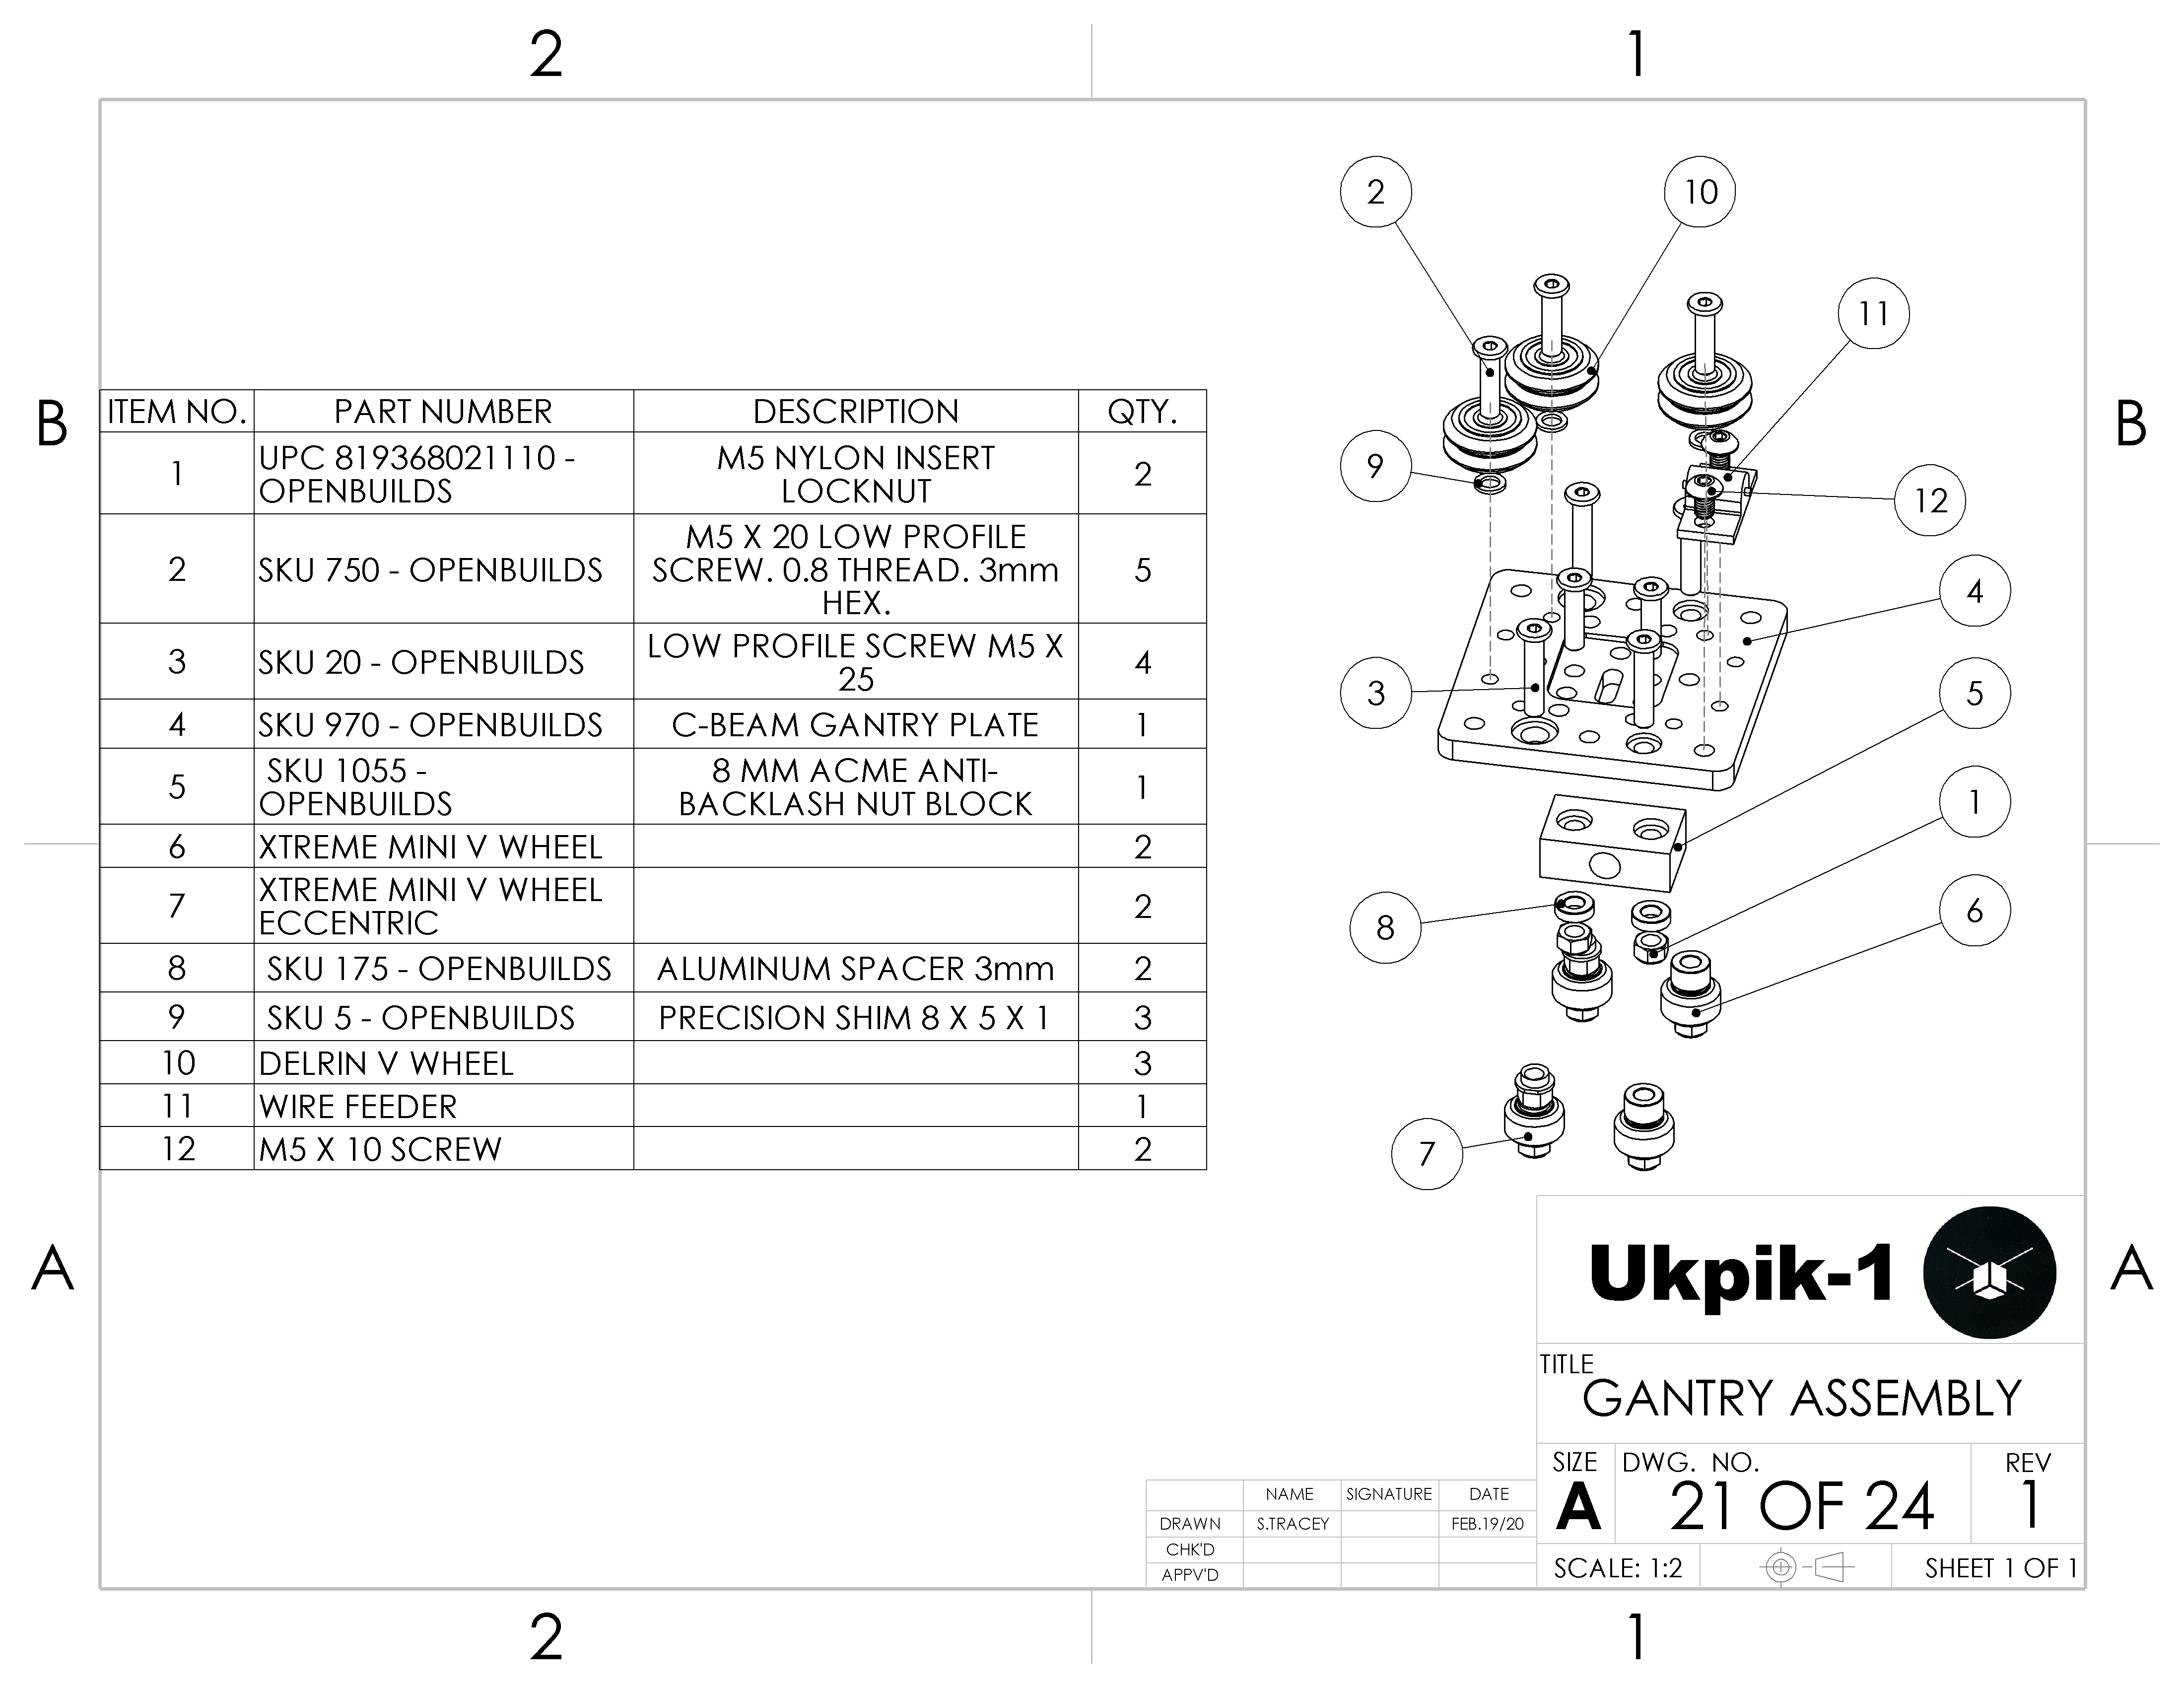 2 1
B B
ITEM NO. PART NUMBER DESCRIPTION QTY.
1 UPC 819368021110 - M5 NYLON INSERT 2
OPENBUILDS LOCKNUT
2 SKU 750 - OPENBUILDS M5 X 20 LOW PROFILE 5
SCREW. 0.8 THREAD. 3mm
HEX.
3 SKU 20 - OPENBUILDS LOW PROFILE SCREW M5 X 4
25
4 SKU 970 - OPENBUILDS C-BEAM GANTRY PLATE 1
5 SKU 1055 - 8 MM ACME ANTI- 1
OPENBUILDS BACKLASH NUT BLOCK
6 XTREME MINI V WHEEL 2
7 XTREME MINI V WHEEL 2
ECCENTRIC
8 SKU 175 - OPENBUILDS ALUMINUM SPACER 3mm 2
9 SKU 5 - OPENBUILDS PRECISION SHIM 8 X 5 X 1 3
10 DELRIN V WHEEL 3
11 WIRE FEEDER 1
12 M5 X 10 SCREW 2
2
10
11
9
12
4
3
5
1
8
6
7
A A
Ukpik-1
TITLE
GANTRY ASSEMBLY
SIZE DWG. NO. REV
A 21 OF 24 1
SCALE: 1:2 SHEET 1 OF 1
NAME SIGNATURE DATE
DRAWN S.TRACEY FEB.19/20
CHK'D
APPV'D
2 1